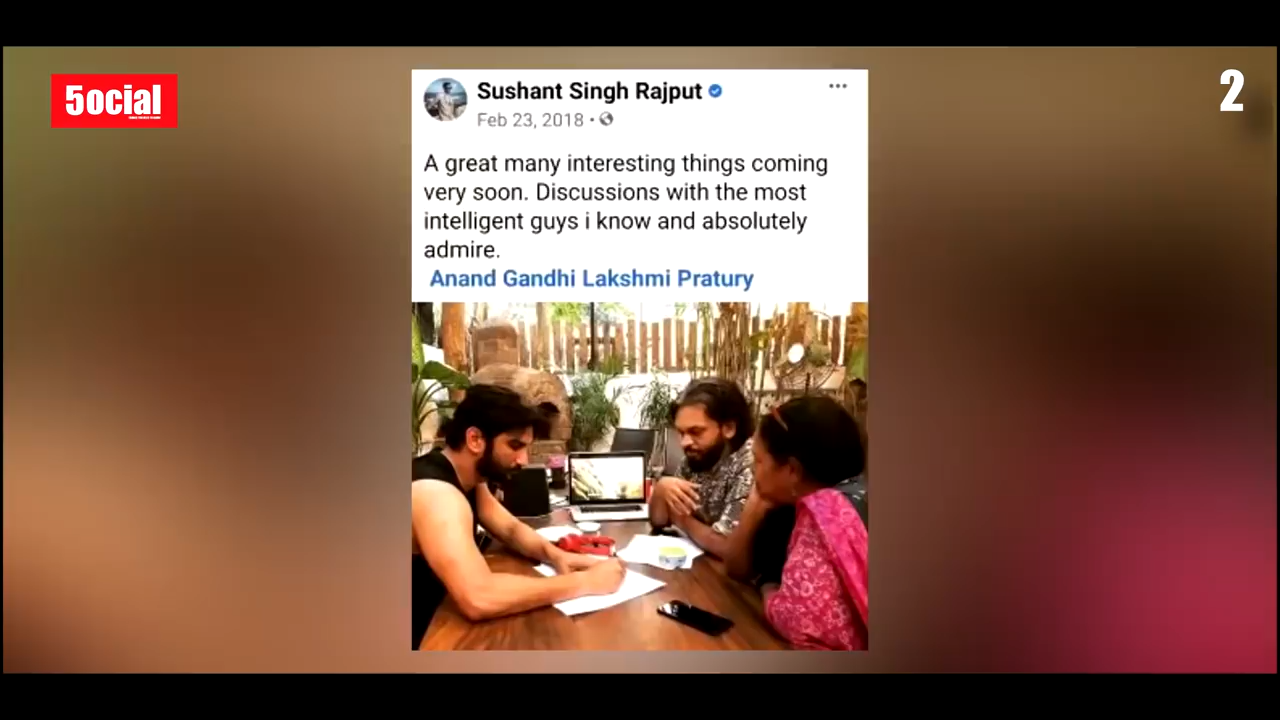 5ocial
2
Sushant Singh Rajput
Feb 23, 2018 •
A great many interesting things coming
very soon. Discussions with the most
intelligent guys i know and absolutely
admire.
Anand Gandhi Lakshmi Pratury